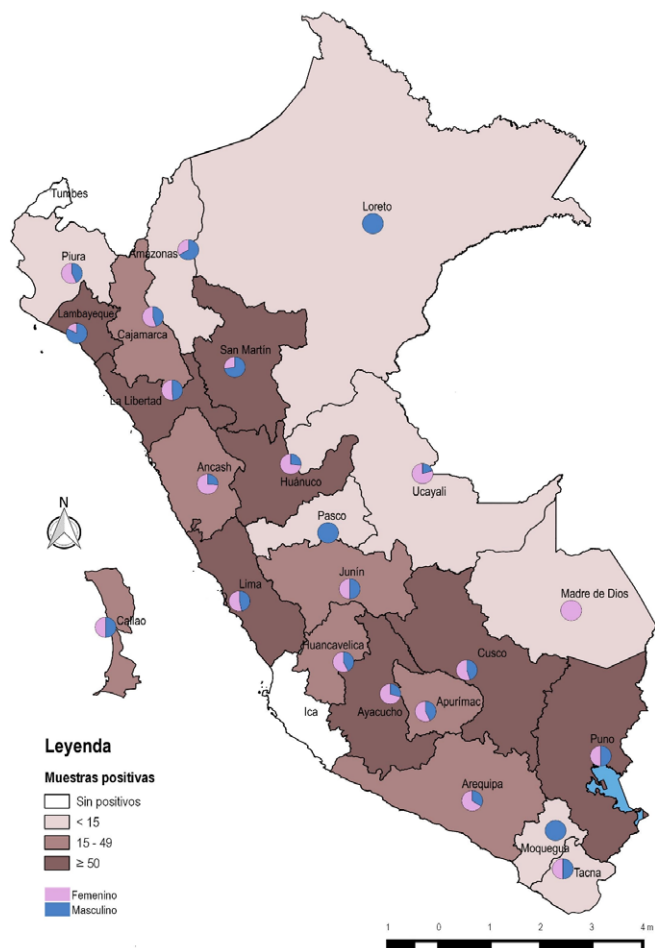 Tumbes
Loreto
Piura
Amazonas
Lambayeque
Cajamarca
San Martín
La Libertad
Ancash
Huánuco
Ucayali
N
Pasco
Junín
Lima
Madre de Dios
Callao
Huancavelica
Cusco
Ica
Ayacucho
Apurímac
Puno
Arequipa
Moquegua
Tacna
Leyenda
Muestras positivas
Sin positivos
< 15
15 - 49
≥ 50
Femenino
Masculino
1 0 1 2 3 4 m